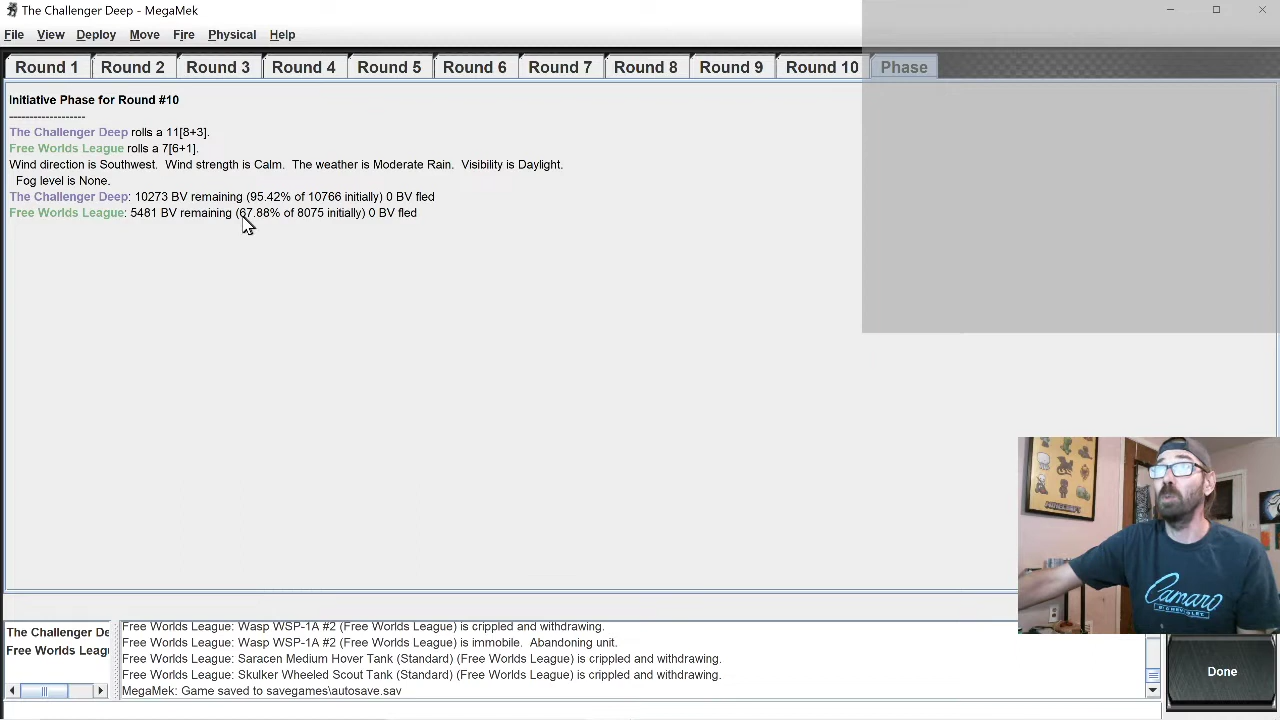 The Challenger Deep - MegaMek
File View Deploy Move Fire Physical Help
Round 1 Round 2 Round 3 Round 4 Round 5 Round 6 Round 7 Round 8 Round 9 Round 10 Phase
Initiative Phase for Round #10
-------------------
The Challenger Deep rolls a 11[8+3].
Free Worlds League rolls a 7[6+1].
Wind direction is Southwest. Wind strength is Calm. The weather is Moderate Rain. Visibility is Daylight.
Fog level is None.
The Challenger Deep: 10273 BV remaining (95.42% of 10766 initially) 0 BV fled
Free Worlds League: 5481 BV remaining (67.88% of 8075 initially) 0 BV fled
Camaro
BY CHEVROLET
The Challenger De
Free Worlds Leagu
Free Worlds League: Wasp WSP-1A #2 (Free Worlds League) is crippled and withdrawing.
Free Worlds League: Wasp WSP-1A #2 (Free Worlds League) is immobile. Abandoning unit.
Free Worlds League: Saracen Medium Hover Tank (Standard) (Free Worlds League) is crippled and withdrawing.
Free Worlds League: Skulker Wheeled Scout Tank (Standard) (Free Worlds League) is crippled and withdrawing.
MegaMek: Game saved to savegames\autosave.sav
Done